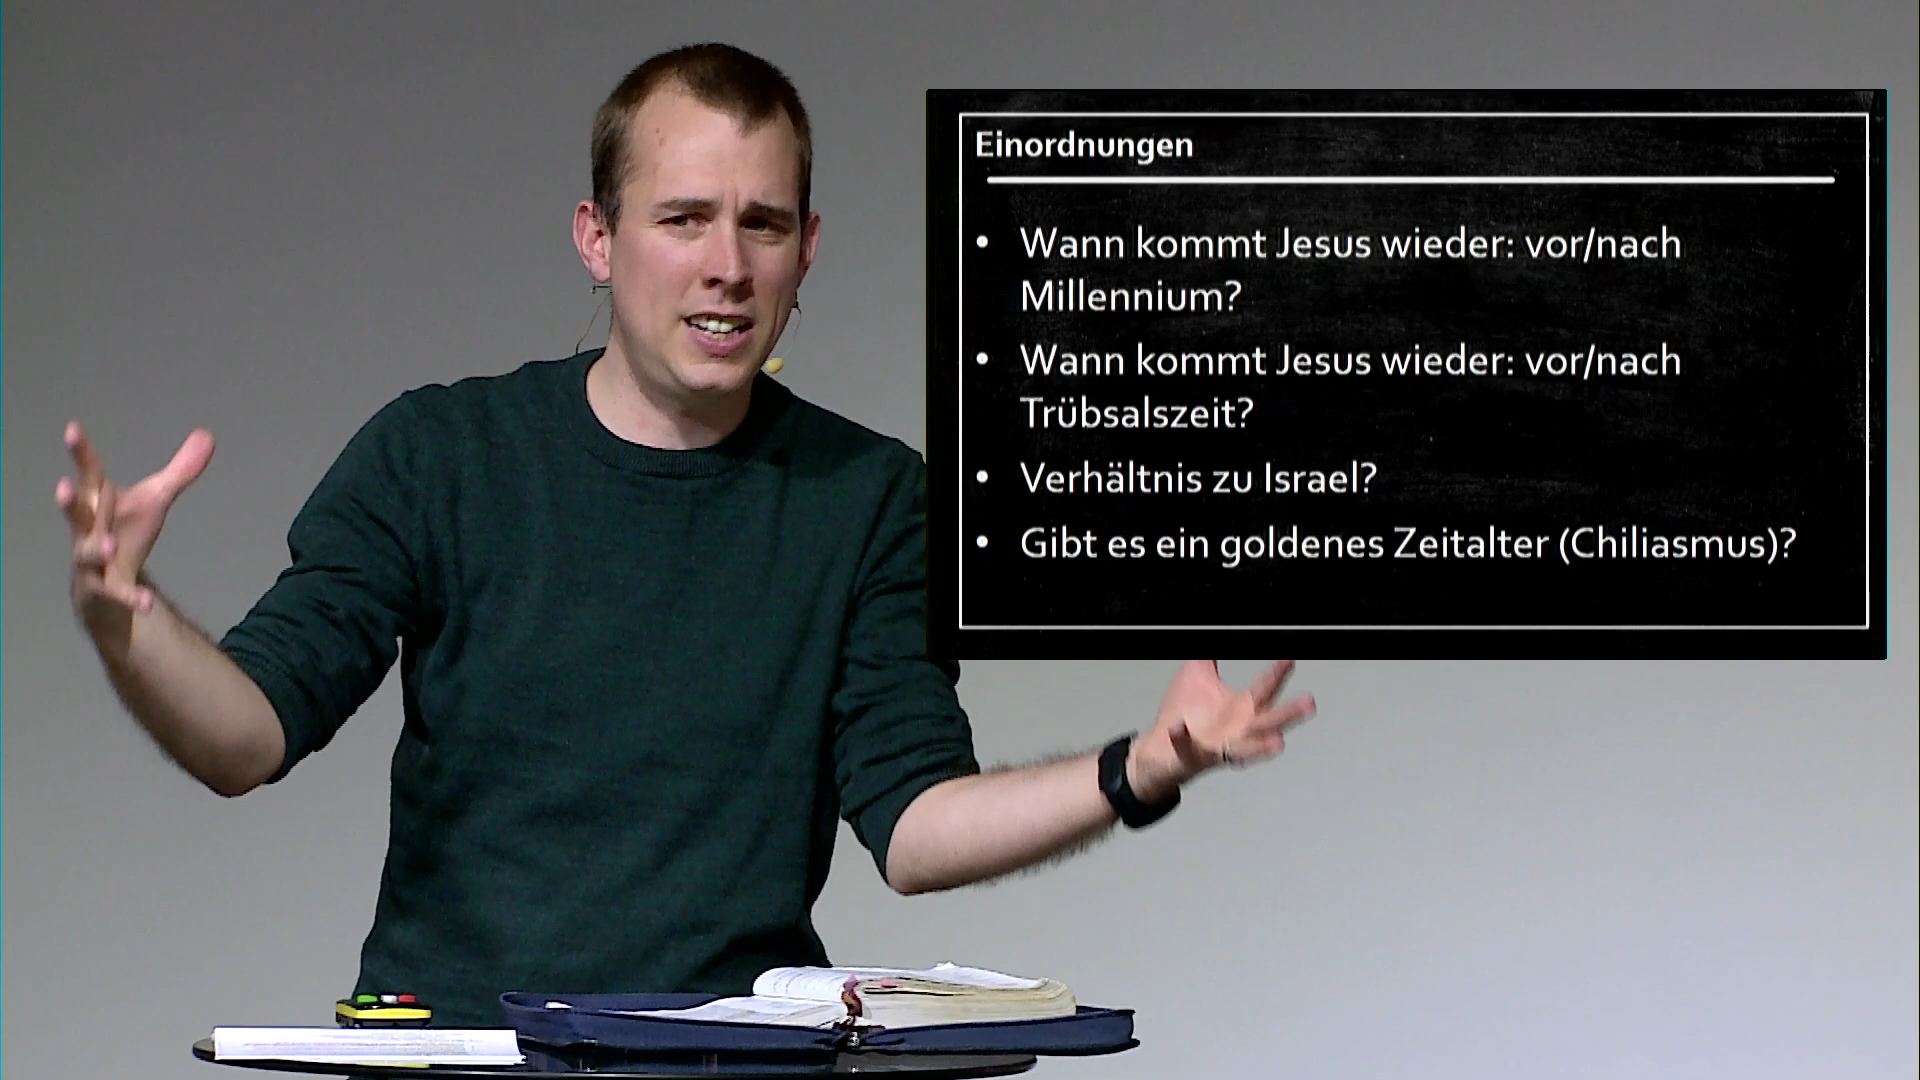 Einordnungen
• Wann kommt Jesus wieder: vor/nach
Millennium?
• Wann kommt Jesus wieder: vor/nach
Trübsalszeit?
• Verhältnis zu Israel?
• Gibt es ein goldenes Zeitalter (Chiliasmus)?